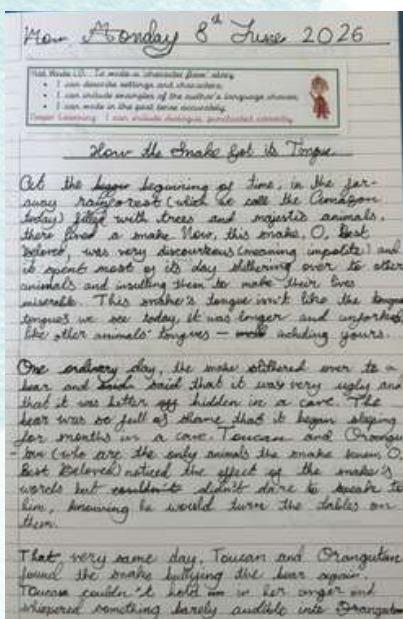 Mon Monday 8th June 2026
Hot Write LO: To write a character flaw story
• I can describe settings and characters.
• I can include examples of the author's language choices.
• I can write in the past tense accurately.
Deeper Learning: I can include dialogue, punctuated correctly.
How the Snake Got its Tongue
At the beginning of time, in the far-
away rainforest (which we call the Amazon
today) filled with trees and majestic animals,
there lived a snake. Now, this snake, O, Best
Beloved, was very discourteous (meaning impolite) and
it spent most of its day slithering over to other
animals and insulting them to make their lives
miserable. This snake's tongue isn't like the
tongues we see today, it was longer and unforked
like other animals' tongues – including yours.
One ordinary day, the snake slithered over to a
bear and said that it was very ugly and
that it was better off hidden in a cave. The
bear was so full of shame that it began sleeping
for months in a cave. Toucan and Orangu
-tan (who are the only animals the snake knew, O,
Best Beloved) noticed the effect of the snake's
words but couldn't didn't dare to speak to
him, knowing he would turn the tables on
them.
That very same day, Toucan and Orangutan
found the snake bullying the bear again.
Toucan couldn't hold in her anger and
whispered something barely audible into Orangutan